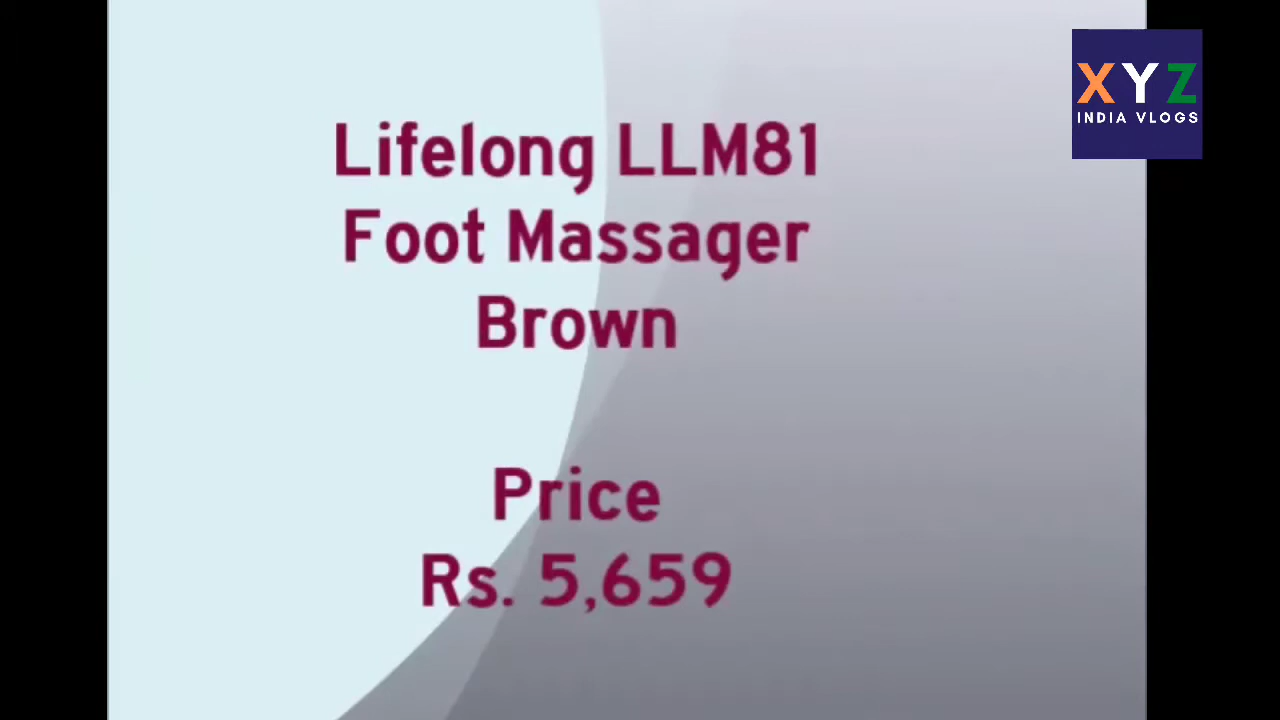 Lifelong LLM81
Foot Massager
Brown
Price
Rs. 5,659
XYZ
INDIA VLOGS